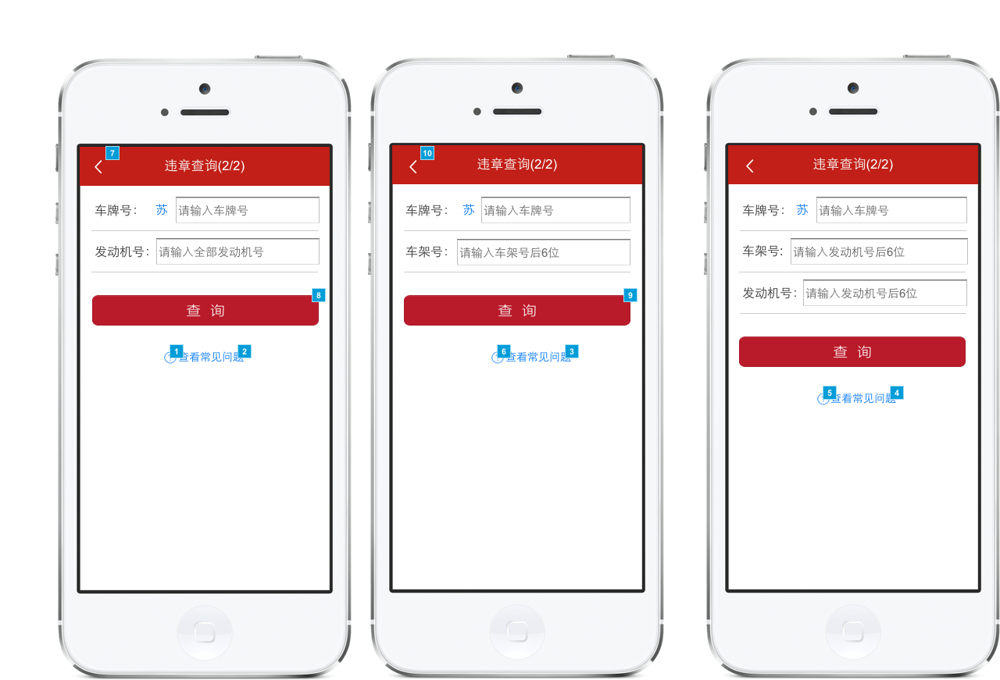 7
违章查询(2/2)
车牌号：
苏
请输入车牌号
发动机号：
请输入全部发动机号
8
查 询
1
2
?
查看常见问题
10
违章查询(2/2)
车牌号：
苏
请输入车牌号
车架号：
请输入车架号后6位
9
查 询
6
3
?
查看常见问题
违章查询(2/2)
车牌号：
苏
请输入车牌号
车架号：
请输入发动机号后6位
发动机号：
请输入发动机号后6位
查 询
5
4
?
查看常见问题